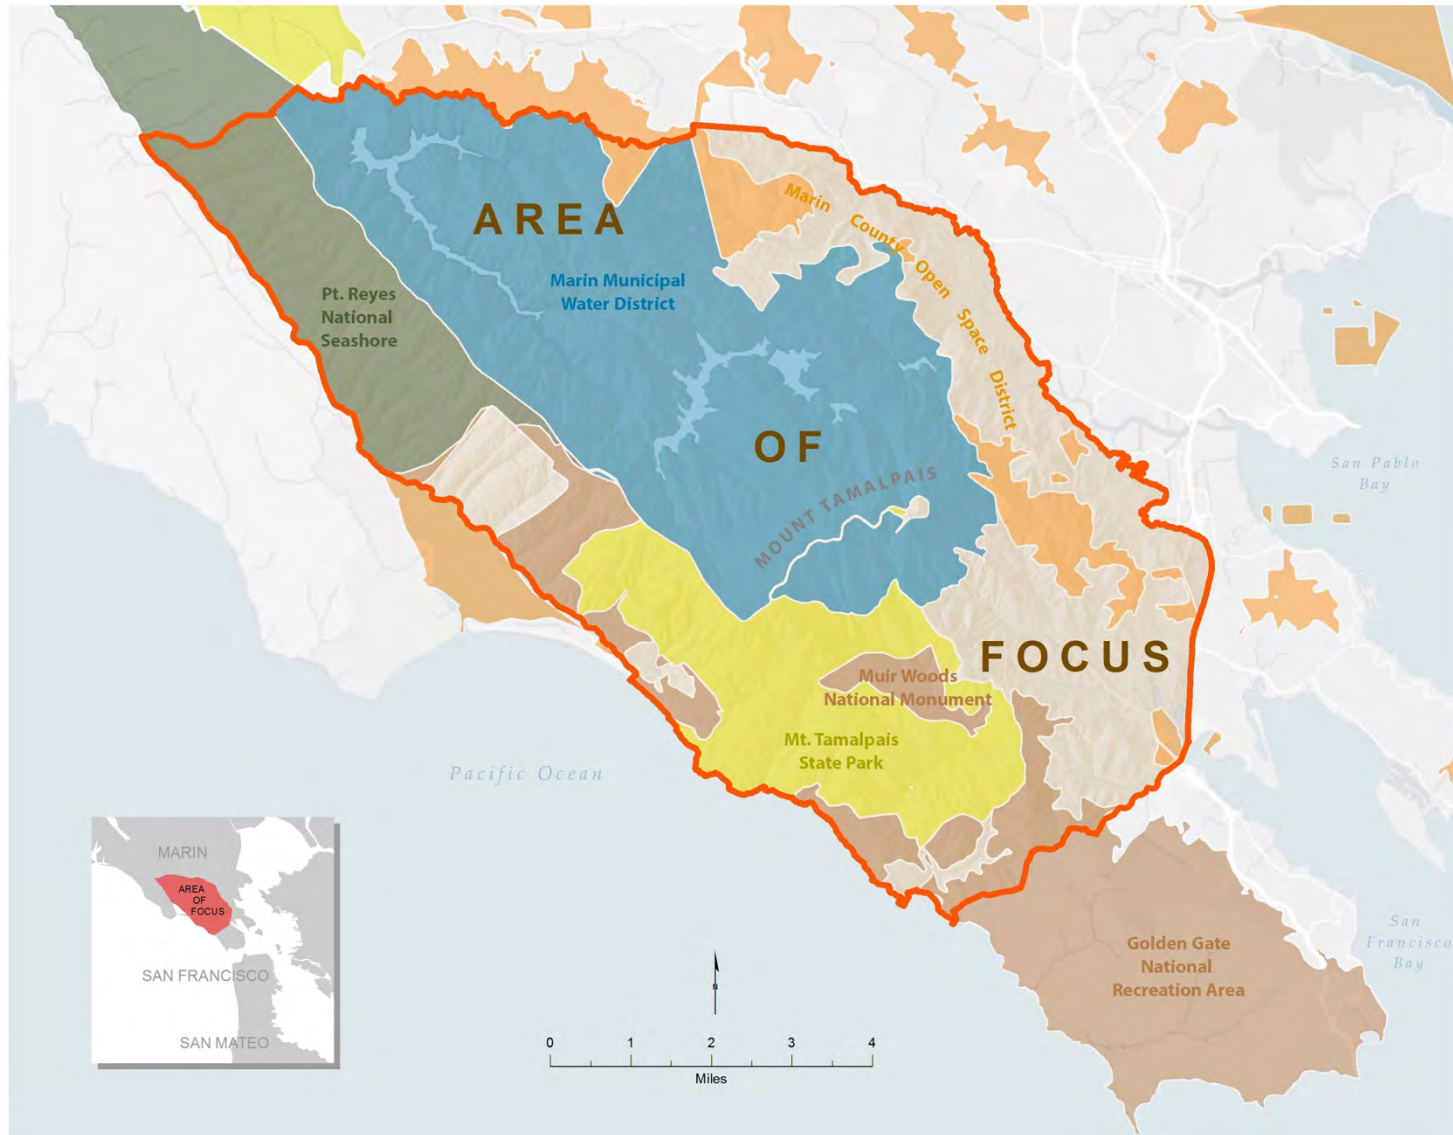 AREA
Marin County Open Space District
Marin Municipal
Water District
Pt. Reyes
National
Seashore
OF
MOUNT TAMALPAIS
San Pablo
Bay
FOCUS
Muir Woods
National Monument
Mt. Tamalpais
State Park
Pacific Ocean
MARIN
AREA
OF
FOCUS
SAN FRANCISCO
SAN MATEO
Golden Gate
National
Recreation Area
San
Francisco
Bay
N
0 1 2 3 4
Miles